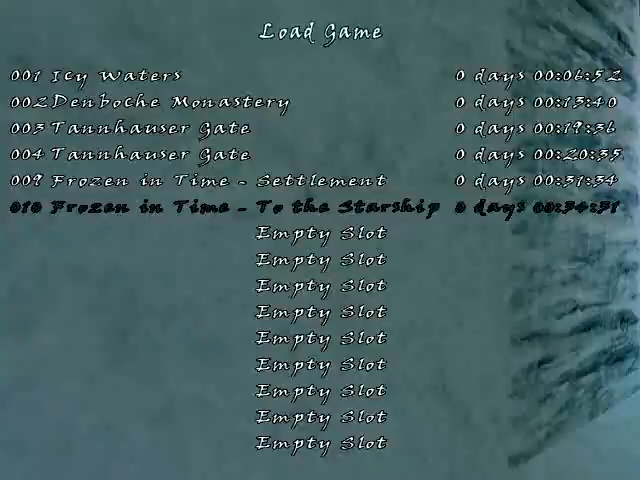 Load Game
001 Icy Waters 0 days 00:06:52
002 Denboche Monastery 0 days 00:13:40
003 Tannhauser Gate 0 days 00:19:36
004 Tannhauser Gate 0 days 00:20:35
009 Frozen in Time - Settlement 0 days 00:31:34
010 Frozen in Time - To the Starship 0 days 00:34:31
Empty Slot
Empty Slot
Empty Slot
Empty Slot
Empty Slot
Empty Slot
Empty Slot
Empty Slot
Empty Slot